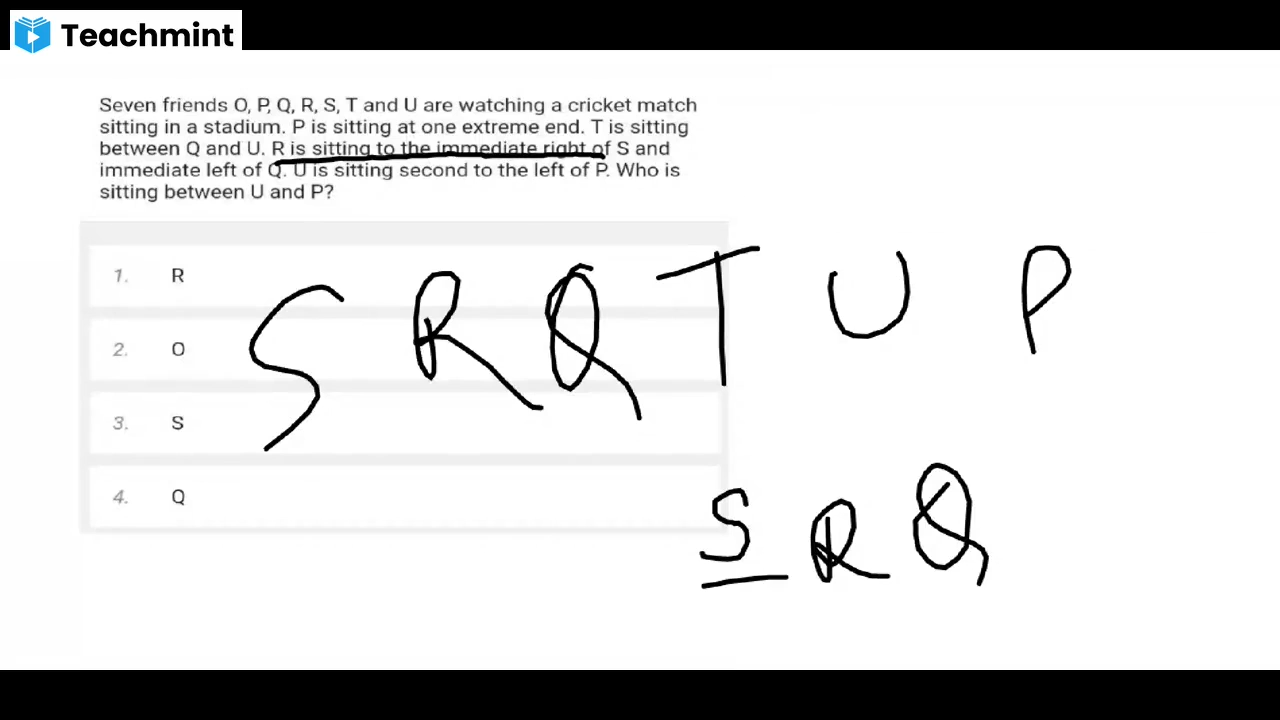 Teachmint
Seven friends O, P, Q, R, S, T and U are watching a cricket match
sitting in a stadium. P is sitting at one extreme end. T is sitting
between Q and U. R is sitting to the immediate right of S and
immediate left of Q. U is sitting second to the left of P. Who is
sitting between U and P?
1. R
2. O
3. S
4. Q
S R Q T U P
S R Q